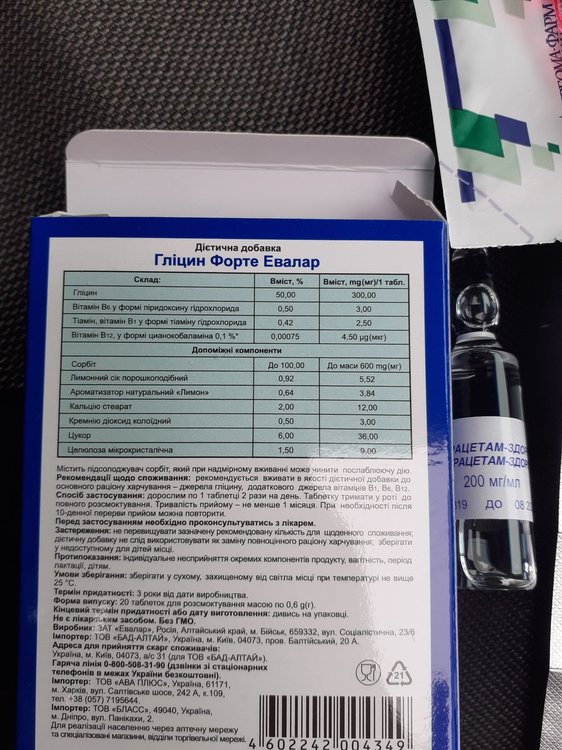 КОМА-ФАРМ
Дієтична добавка
Гліцин Форте Евалар
Склад: Вміст, % Вміст, mg(мг)/1 табл.
Гліцин 50,00 300,00
Вітамін B6 у формі піридоксину гідрохлорида 0,50 3,00
Тіамін, вітамін B1 у формі тіаміну гідрохлорида 0,42 2,50
Вітамін B12, у формі цианокобаламіна 0,1 %* 0,00075 4,50 µg(мкг)
Допоміжні компоненти
Сорбіт До 100,00 До маси 600 mg(мг)
Лимонний сік порошкоподібний 0,92 5,52
Ароматизатор натуральний «Лимон» 0,64 3,84
Кальцію стеарат 2,00 12,00
Кремнію діоксид колоїдний 0,50 3,00
Цукор 6,00 36,00
Целюлоза мікрокристалічна 1,50 9,00
Містить підсолоджувач сорбіт, який при надмірному вживанні може чинити послаблюючу дію.
Рекомендації щодо споживання: рекомендується вживати в якості дієтичної добавки до
основного раціону харчування – джерела гліцину, додаткового джерела вітамінів B1, B6, B12.
Спосіб застосування: дорослим по 1 таблетці 2 рази на день. Таблетку тримати у роті до
повного розсмоктування. Тривалість прийому – не менше 1 місяця. При необхідності після
10-денної перерви прийом можна повторити.
Перед застосуванням необхідно проконсультуватись з лікарем.
Застереження: не перевищувати зазначену рекомендовану кількість для щоденного споживання;
дієтичну добавку не слід використовувати як заміну повноцінного раціону харчування; зберігати
у недоступному для дітей місці.
Протипоказання: індивідуальне несприйняття окремих компонентів продукту, вагітність, період
лактації, дітям.
Умови зберігання: зберігати в сухому, захищеному від світла місці при температурі не вище
25 °C.
Термін придатності: 3 роки від дати виробництва.
Форма випуску: 20 таблеток для розсмоктування масою по 0,6 g(г).
Кінцевий термін придатності або дату виготовлення: дивись на упаковці.
Не є лікарським засобом. Без ГМО.
Виробник: ЗАТ «Евалар», Росія, Алтайський край, м. Бійськ, 659332, вул. Соціалістична, 23/6
Імпортер: ТОВ «БАД-АЛТАЙ», Україна, м. Київ, 04073, пров. Балтійський, 20 А.
Адреса для прийняття скарг споживачів:
Україна, м. Київ, 04073, а/с 31 (для ТОВ «БАД-АЛТАЙ»).
Гаряча лінія 0-800-508-31-90 (дзвінки зі стаціонарних
телефонів в межах України безкоштовні).
Імпортер: ТОВ «АВА ПЛЮС», Україна, 61171,
м. Харків, вул. Салтівське шосе, 242 А, к.109,
тел. +38 (057) 7195644.
Імпортер: ТОВ «БЛАСС», 49040, Україна,
м. Дніпро, вул. Панікахи, 2.
Для реалізації населенню через аптечну мережу
та спеціалізовані магазини, відділи торгівельної мережі.
21
4602242004349
РАЦЕТАМ-ЗДО
РАЦЕТАМ-ЗДО
200 мг/мл
019 ДО 08 2